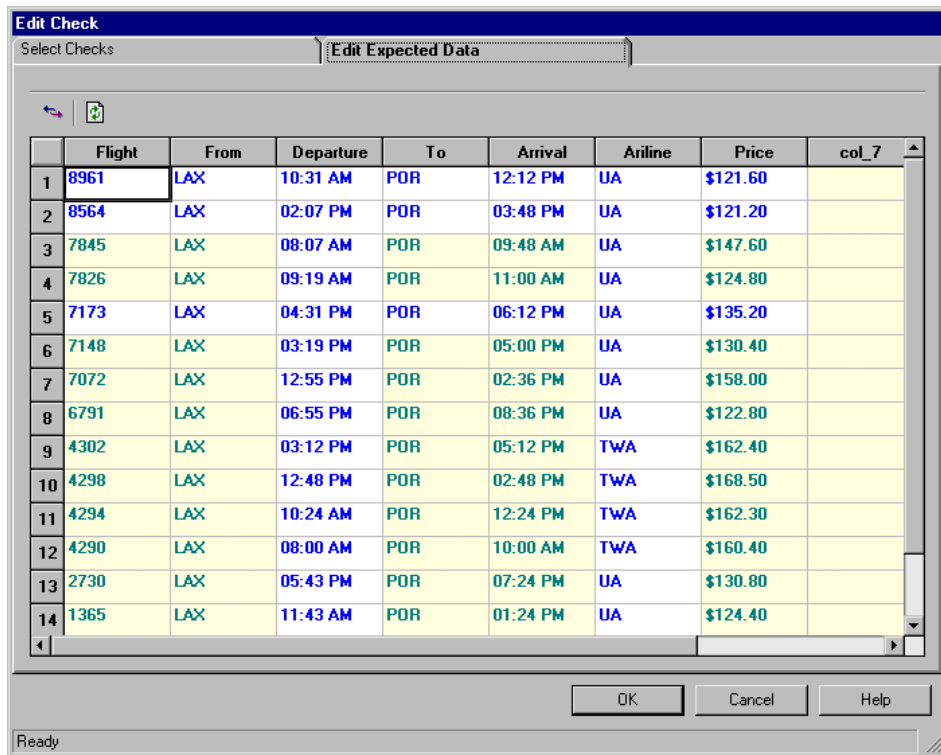 Edit Check
Select Checks Edit Expected Data
Flight From Departure To Arrival Ariline Price col_7
1 8961 LAX 10:31 AM POR 12:12 PM UA $121.60
2 8564 LAX 02:07 PM POR 03:48 PM UA $121.20
3 7845 LAX 08:07 AM POR 09:48 AM UA $147.60
4 7826 LAX 09:19 AM POR 11:00 AM UA $124.80
5 7173 LAX 04:31 PM POR 06:12 PM UA $135.20
6 7148 LAX 03:19 PM POR 05:00 PM UA $130.40
7 7072 LAX 12:55 PM POR 02:36 PM UA $158.00
8 6791 LAX 06:55 PM POR 08:36 PM UA $122.80
9 4302 LAX 03:12 PM POR 05:12 PM TWA $162.40
10 4298 LAX 12:48 PM POR 02:48 PM TWA $168.50
11 4294 LAX 10:24 AM POR 12:24 PM TWA $162.30
12 4290 LAX 08:00 AM POR 10:00 AM TWA $160.40
13 2730 LAX 05:43 PM POR 07:24 PM UA $130.80
14 1365 LAX 11:43 AM POR 01:24 PM UA $124.40
OK Cancel Help
Ready